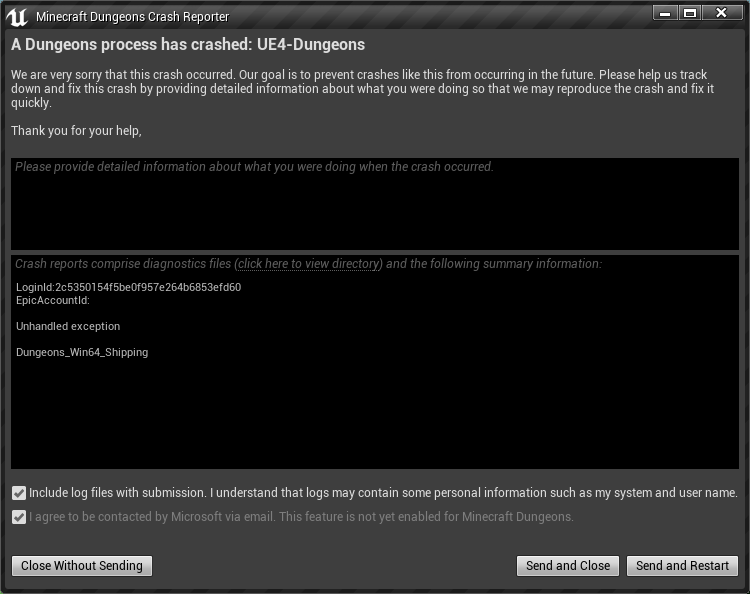 Minecraft Dungeons Crash Reporter
A Dungeons process has crashed: UE4-Dungeons
We are very sorry that this crash occurred. Our goal is to prevent crashes like this from occurring in the future. Please help us track
down and fix this crash by providing detailed information about what you were doing so that we may reproduce the crash and fix it
quickly.
Thank you for your help,
Please provide detailed information about what you were doing when the crash occurred.
Crash reports comprise diagnostics files (click here to view directory) and the following summary information:
LoginId:2c5350154f5be0f957e264b6853efd60
EpicAccountId:
Unhandled exception
Dungeons_Win64_Shipping
Include log files with submission. I understand that logs may contain some personal information such as my system and user name.
I agree to be contacted by Microsoft via email. This feature is not yet enabled for Minecraft Dungeons.
Close Without Sending
Send and Close
Send and Restart